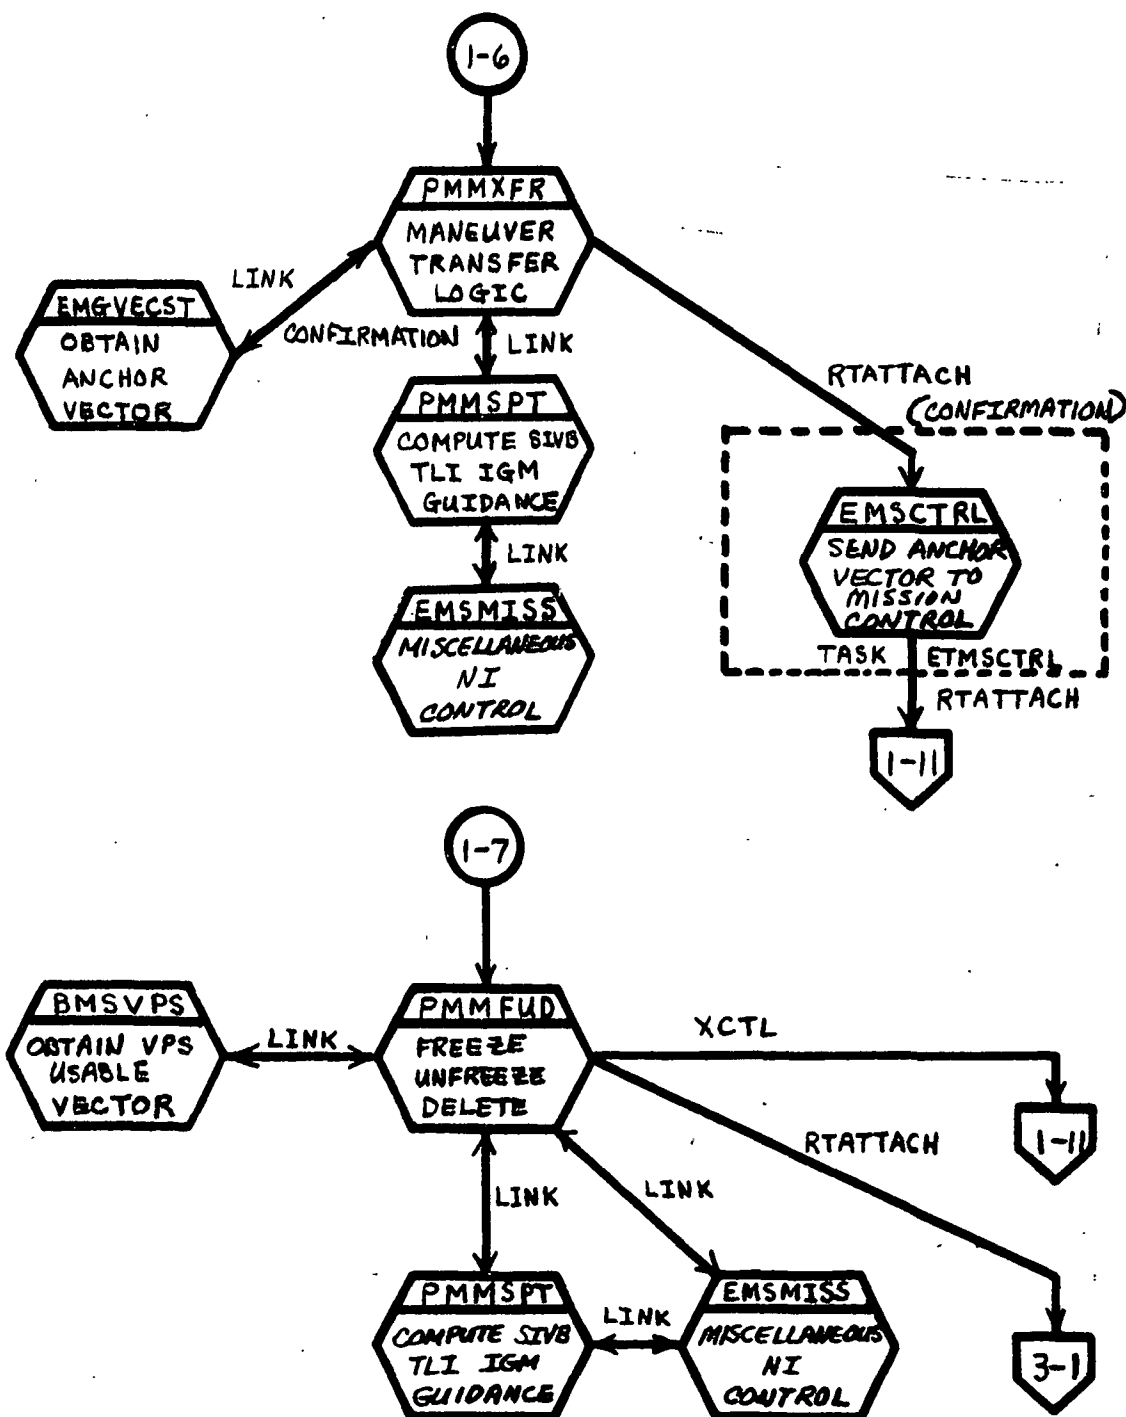 1-6
PMMXFR
MANEUVER
TRANSFER
LOGIC
LINK
EMGVECST
OBTAIN
ANCHOR
VECTOR
CONFIRMATION
LINK
RTATTACH
(CONFIRMATION)
PMMSPT
COMPUTE SIVB
TLI IGM
GUIDANCE
LINK
EMSCTRL
SEND ANCHOR
VECTOR TO
MISSION
CONTROL
EMSMISS
MISCELLANEOUS
NI
CONTROL
TASK ETMSCTRL
RTATTACH
1-11
1-7
BMSVPS
OBTAIN VPS
USABLE
VECTOR
LINK
PMMFUD
FREEZE
UNFREEZE
DELETE
XCTL
1-11
RTATTACH
LINK
LINK
PMMSPT
COMPUTE SIVB
TLI IGM
GUIDANCE
LINK
EMSMISS
MISCELLANEOUS
NI
CONTROL
3-1